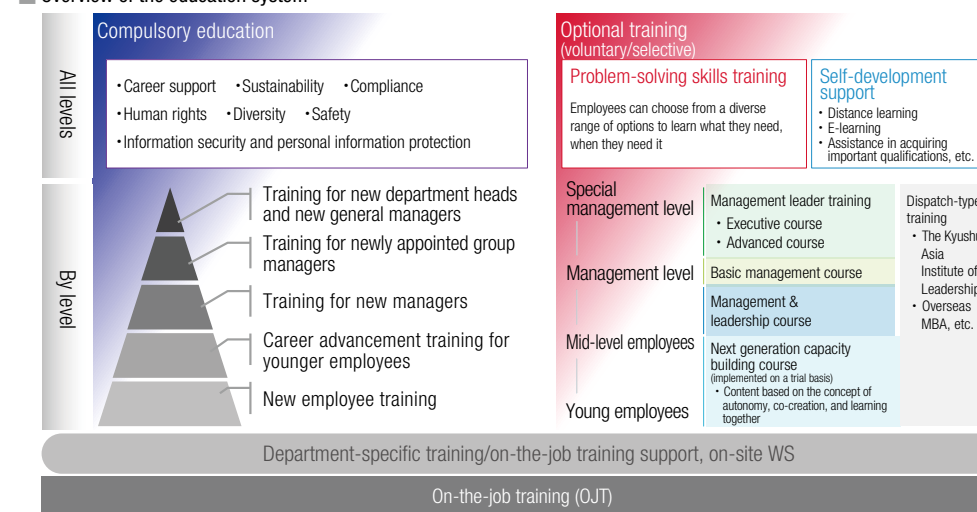 Overview of the education system
All levels
Compulsory education
・Career support ・Sustainability ・Compliance
・Human rights ・Diversity ・Safety
・Information security and personal information protection
Optional training
(voluntary/selective)
Problem-solving skills training
Employees can choose from a diverse
range of options to learn what they need,
when they need it
Self-development
support
・Distance learning
・E-learning
・Assistance in acquiring
important qualifications, etc.
By level
Training for new department heads
and new general managers
Training for newly appointed group
managers
Training for new managers
Career advancement training for
younger employees
New employee training
Special
management level
Management level
Mid-level employees
Young employees
Management leader training
・Executive course
・Advanced course
Basic management course
Management &
leadership course
Next generation capacity
building course
(implemented on a trial basis)
・Content based on the concept of
autonomy, co-creation, and learning
together
Dispatch-type
training
・The Kyushu
Asia
Institute of
Leadership
・Overseas
MBA, etc.
Department-specific training/on-the-job training support, on-site WS
On-the-job training (OJT)